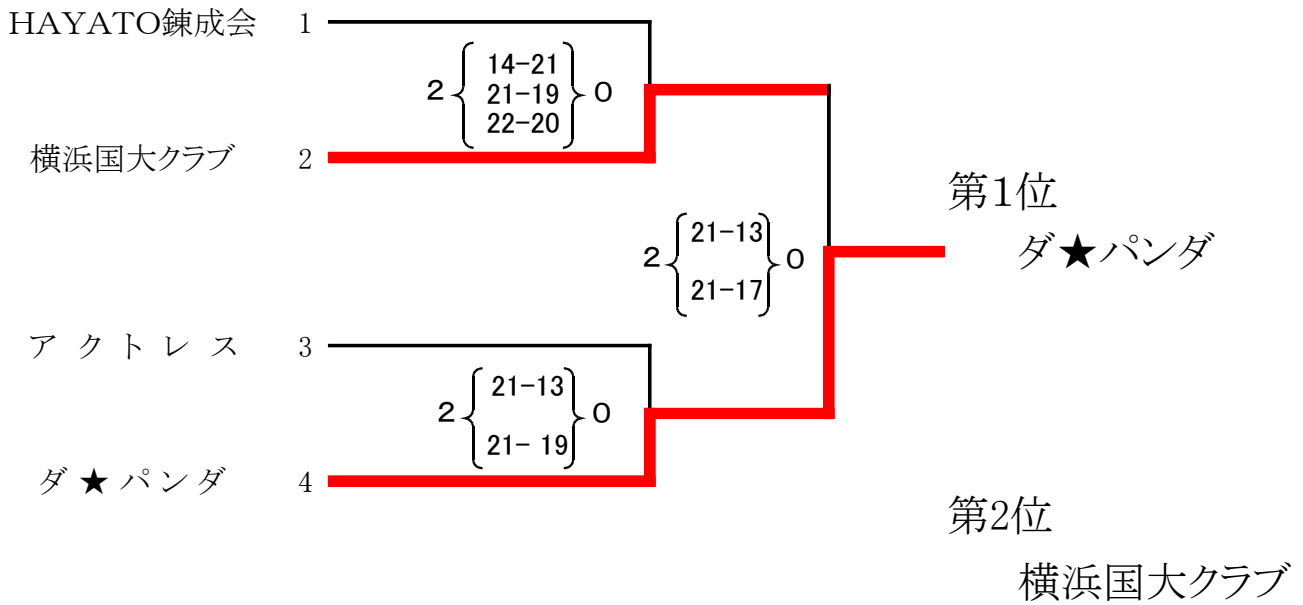 HAYATO錬成会 1
2 14-21 0
21-19
22-20
横浜国大クラブ 2
第1位
2 21-13 0
21-17
ダ★パンダ
アクトレス 3
2 21-13 0
21- 19
ダ★パンダ 4
第2位
横浜国大クラブ